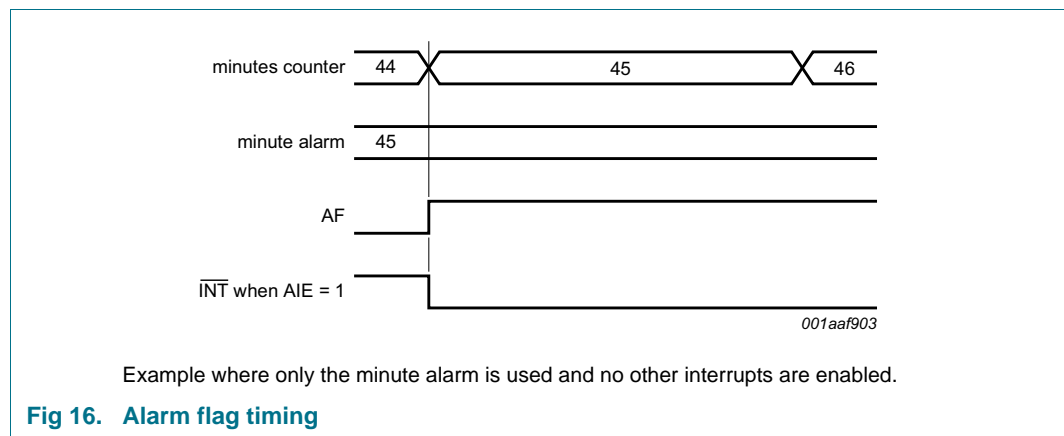 minutes counter 44 45 46
minute alarm 45
AF
INT when AIE = 1
001aaf903
Example where only the minute alarm is used and no other interrupts are enabled.
Fig 16. Alarm flag timing